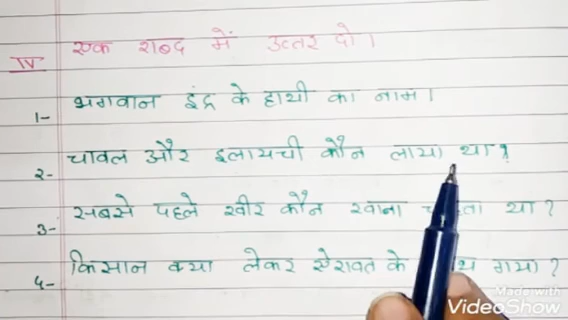 IV एक शब्द में उत्तर दो।
1- भगवान इंद्र के हाथी का नाम।
2- चावल और इलायची कौन लाया था?
3- सबसे पहले खीर कौन खाना था?
4- किसान क्या लेकर ऐरावत के गया?
Made with
VideoShow